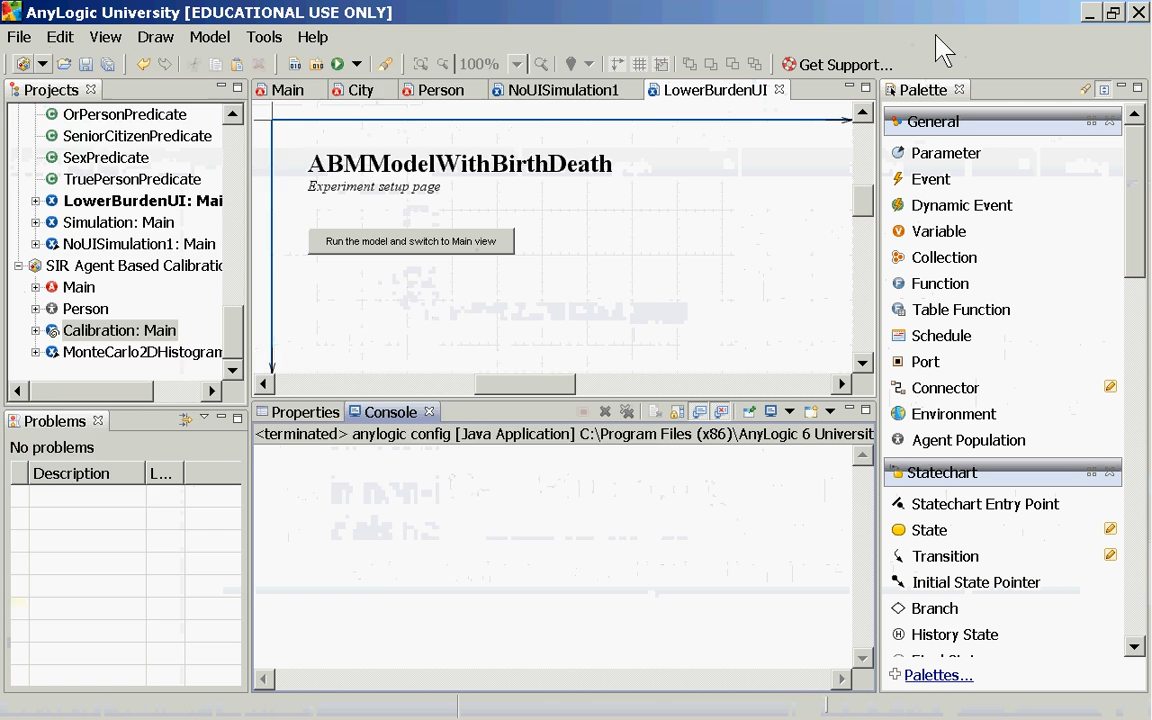 AnyLogic University [EDUCATIONAL USE ONLY]
File Edit View Draw Model Tools Help
100% Get Support...
Projects
OrPersonPredicate
SeniorCitizenPredicate
SexPredicate
TruePersonPredicate
LowerBurdenUI: Mai
Simulation: Main
NoUISimulation1: Main
SIR Agent Based Calibratio
Main
Person
Calibration: Main
MonteCarlo2DHistogram
Main City Person NoUISimulation1 LowerBurdenUI
ABMModelWithBirthDeath
Experiment setup page
Run the model and switch to Main view
Problems
No problems
Description L...
Properties Console
<terminated> anylogic config [Java Application] C:\Program Files (x86)\AnyLogic 6 Universit
Palette
General
Parameter
Event
Dynamic Event
Variable
Collection
Function
Table Function
Schedule
Port
Connector
Environment
Agent Population
Statechart
Statechart Entry Point
State
Transition
Initial State Pointer
Branch
History State
Palettes...